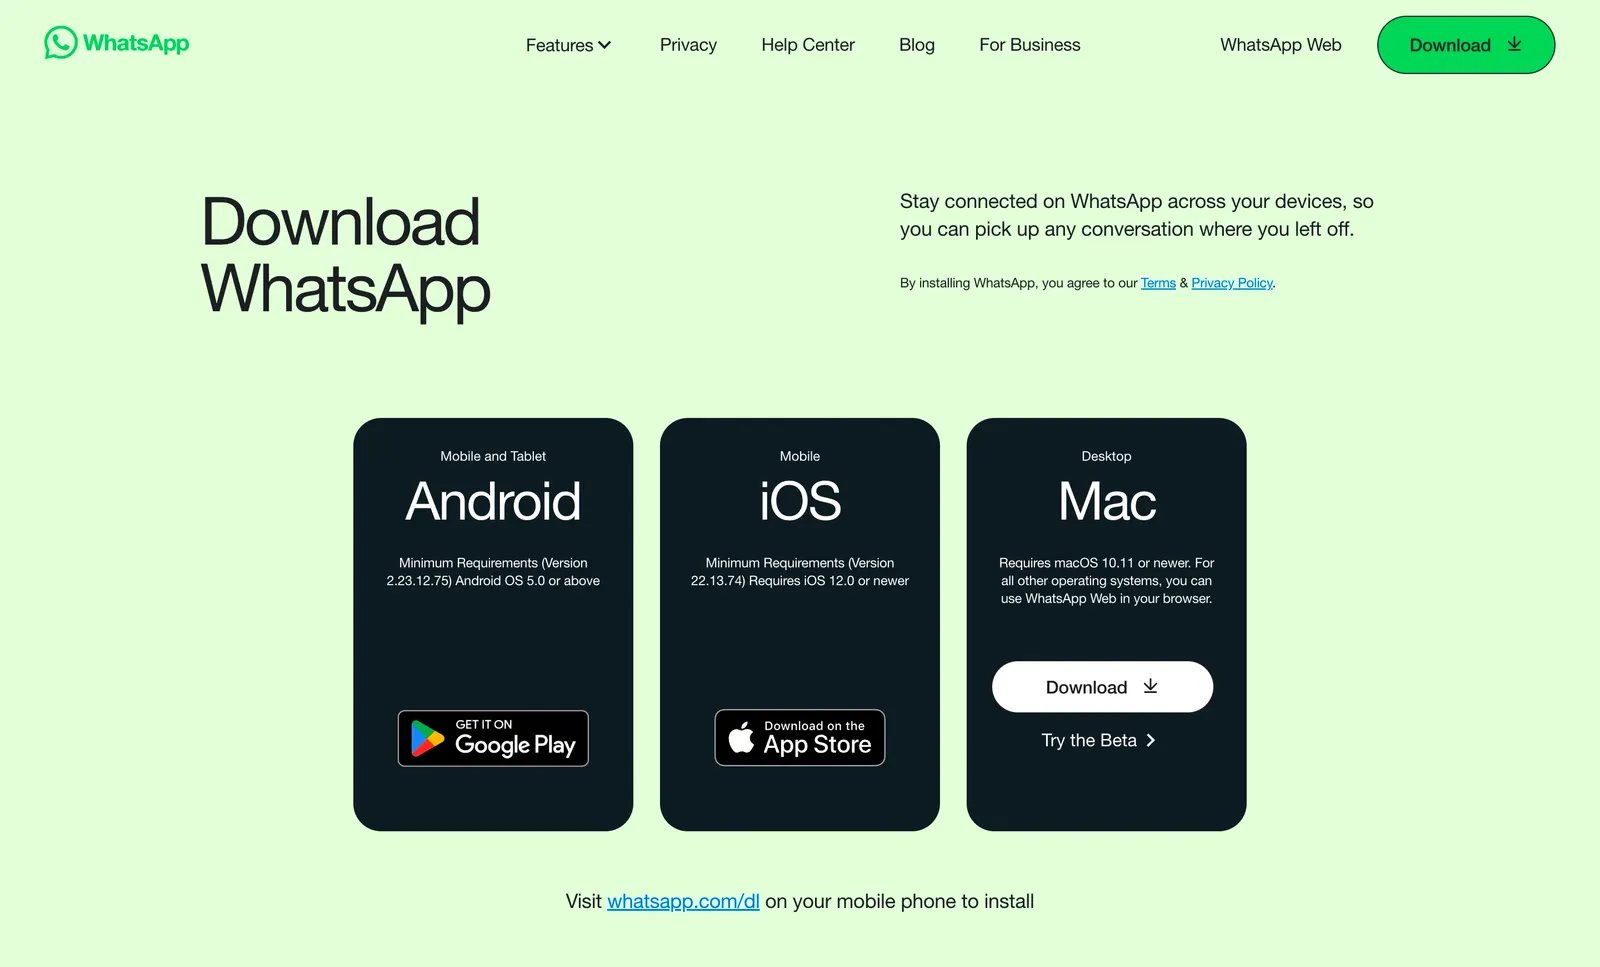 WhatsApp
Features
Privacy
Help Center
Blog
For Business
WhatsApp Web
Download
Download
WhatsApp
Stay connected on WhatsApp across your devices, so
you can pick up any conversation where you left off.
By installing WhatsApp, you agree to our Terms & Privacy Policy.
Mobile and Tablet
Android
Minimum Requirements (Version
2.23.12.75) Android OS 5.0 or above
GET IT ON
Google Play
Mobile
iOS
Minimum Requirements (Version
22.13.74) Requires iOS 12.0 or newer
Download on the
App Store
Desktop
Mac
Requires macOS 10.11 or newer. For
all other operating systems, you can
use WhatsApp Web in your browser.
Download
Try the Beta
Visit whatsapp.com/dl on your mobile phone to install